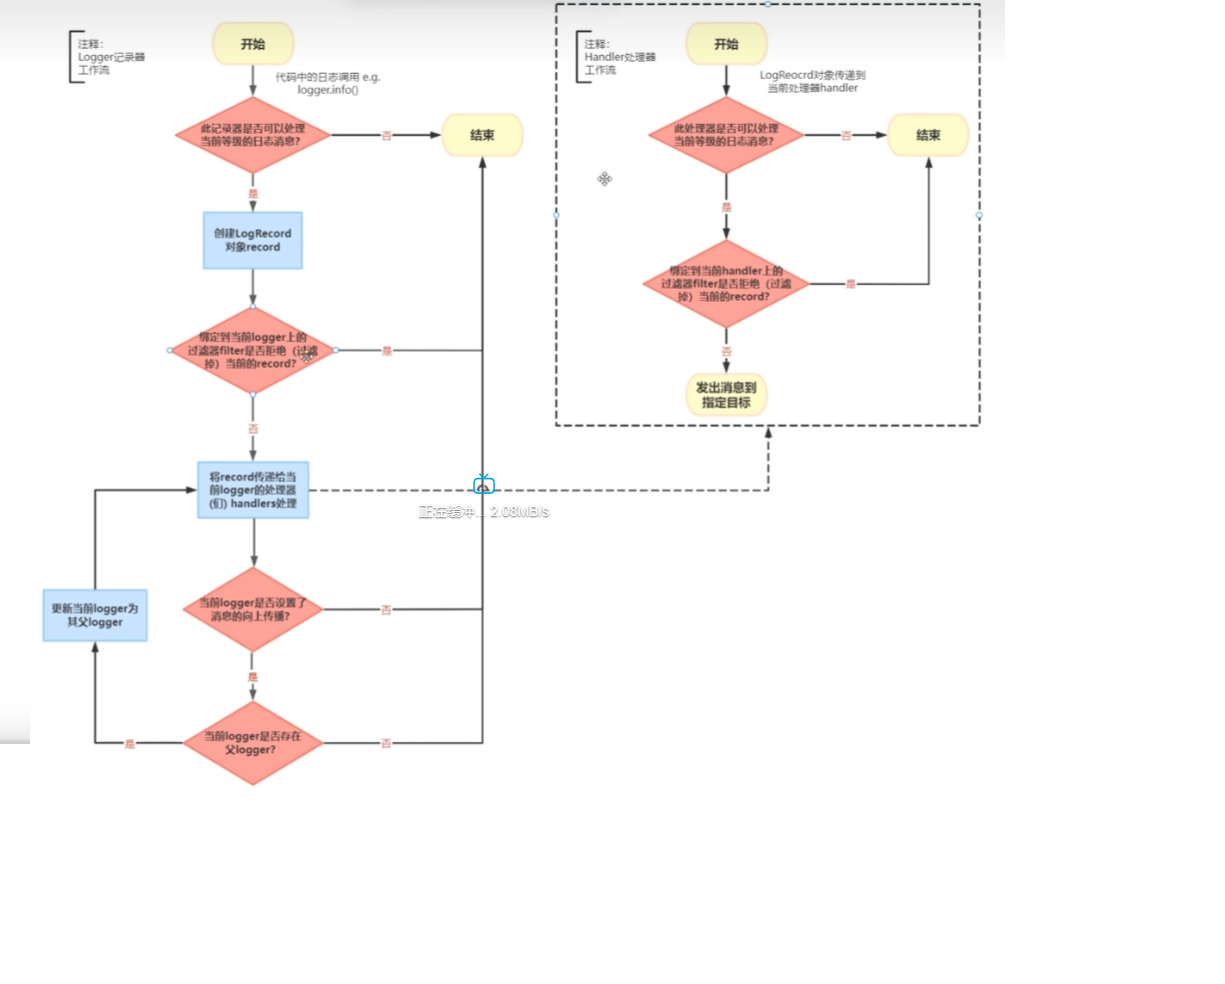 注释：
Logger记录器
工作流
开始
代码中的日志调用 e.g.
logger.info()
此记录器是否可以处理
当前等级的日志消息?
否
结束
是
创建LogRecord
对象record
绑定到当前logger上的
过滤器filter是否拒绝（过滤
掉）当前的record?
是
否
将record传递给当
前logger的处理器
(们) handlers处理
正在缓冲... 2.08MB/s
当前logger是否设置了
消息的向上传播?
否
更新当前logger为
其父logger
是
当前logger是否存在
父logger?
是
否
注释：
Handler处理器
工作流
开始
LogReocrd对象传递到
当前处理器handler
此处理器是否可以处理
当前等级的日志消息?
否
结束
是
绑定到当前handler上的
过滤器filter是否拒绝（过滤
掉）当前的record?
是
否
发出消息到
指定目标